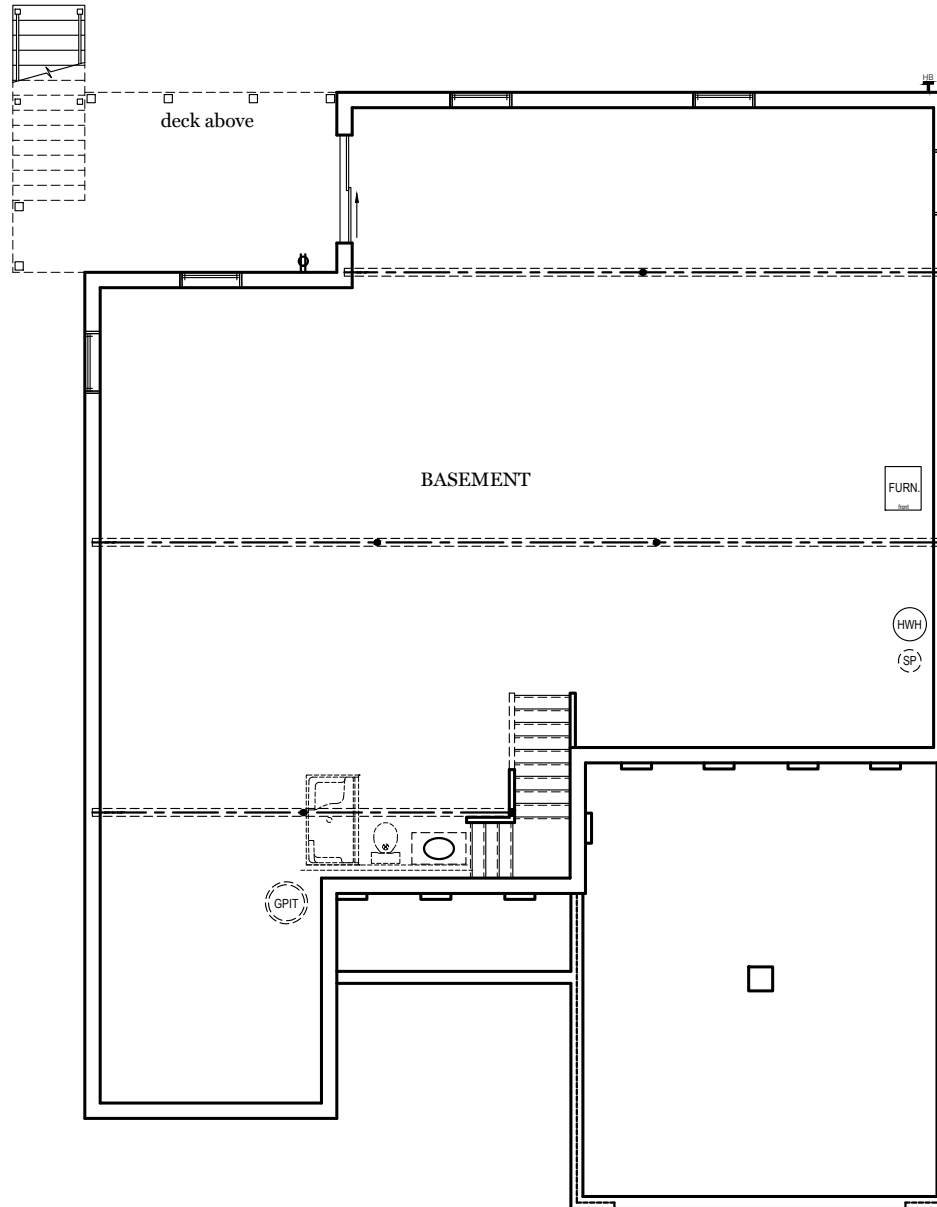 HB
deck above
BASEMENT
FURN.
front
HWH
SP
GPIT